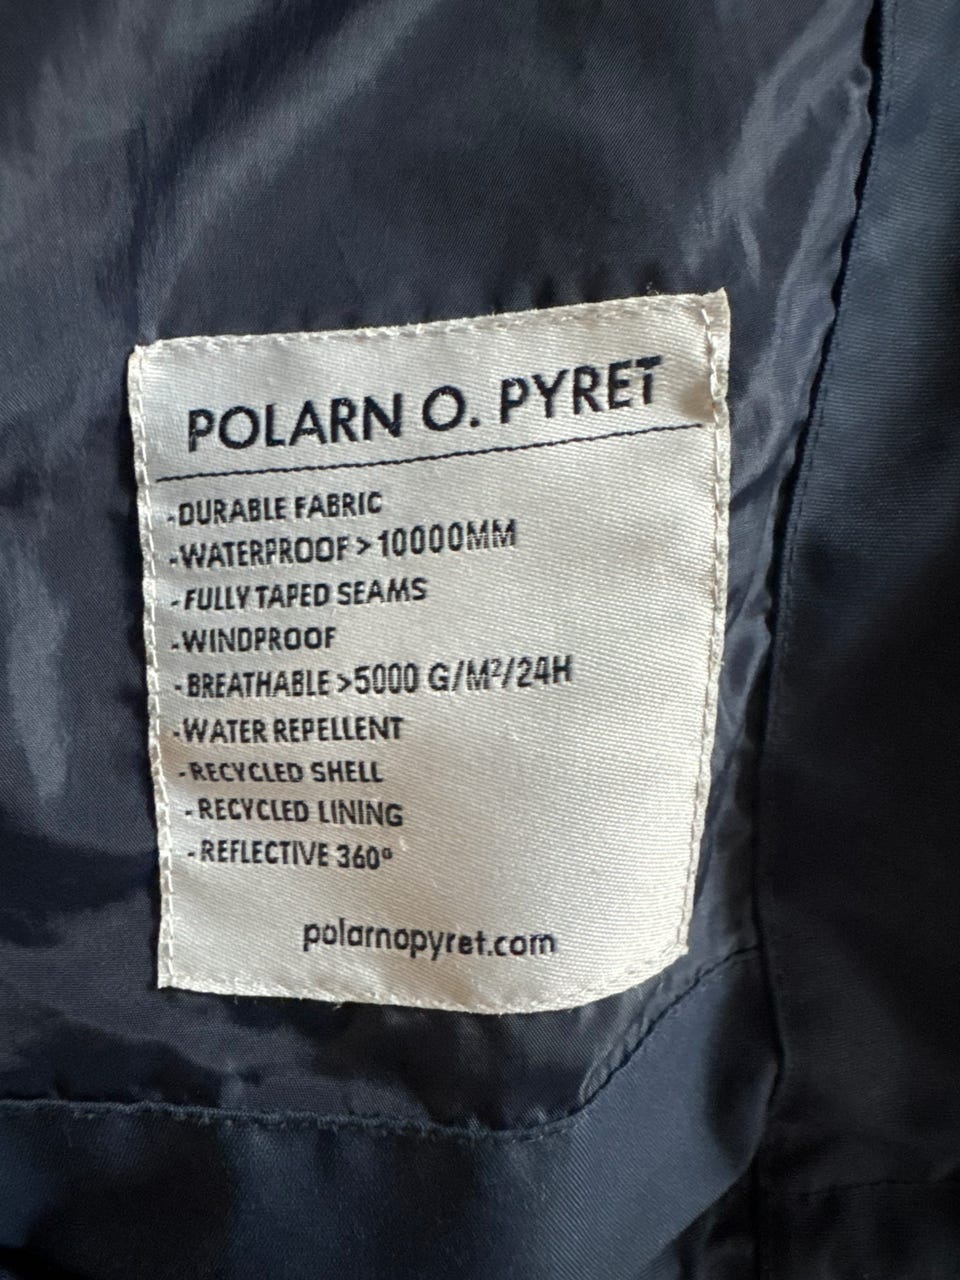 POLARN O. PYRET
-DURABLE FABRIC
-WATERPROOF > 10000MM
-FULLY TAPED SEAMS
-WINDPROOF
-BREATHABLE >5000 G/M²/24H
-WATER REPELLENT
-RECYCLED SHELL
-RECYCLED LINING
-REFLECTIVE 360º
polarnopyret.com